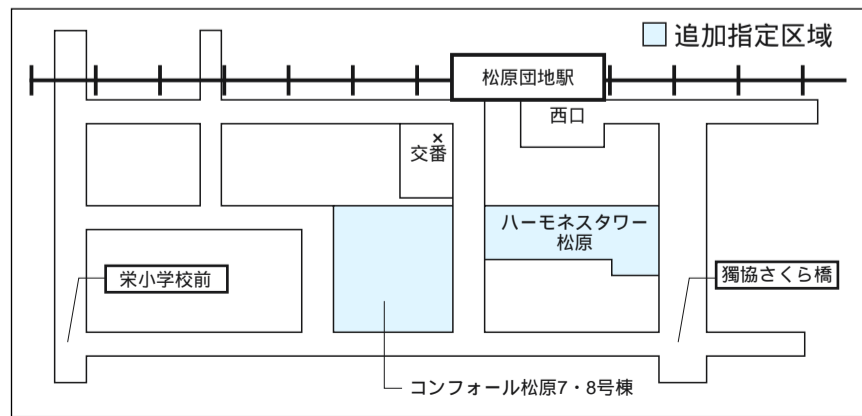 追加指定区域
松原団地駅
西口
交番
ハーモネスタワー
松原
栄小学校前
獨協さくら橋
コンフォール松原7・8号棟